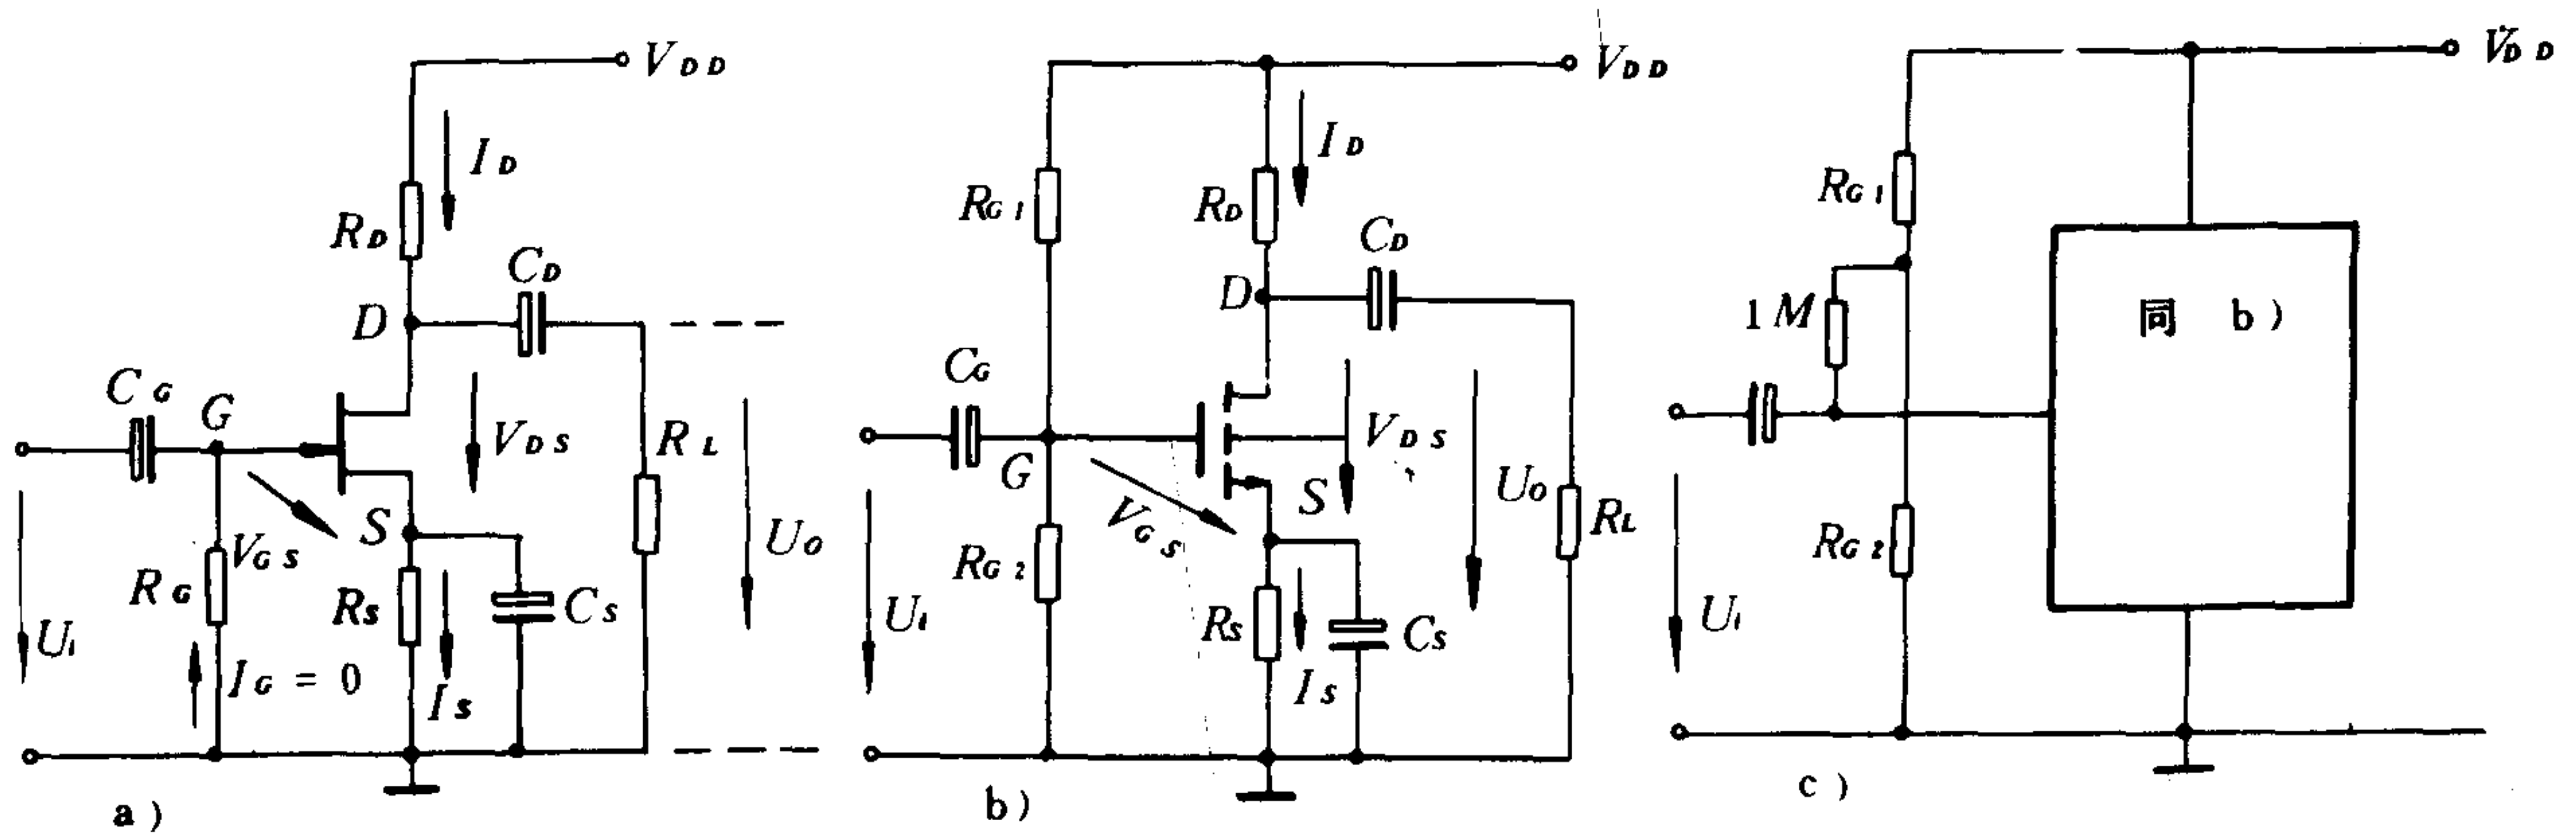 V_DD
I_D
R_D
C_D
D
C_G
G
V_DS
R_L
S
V_GS
U_O
R_G
R_S
C_S
U_i
I_G = 0
I_S
a)
V_DD
I_D
R_G1
R_D
C_D
D
C_G
V_DS
G
S
U_O
V_GS
R_L
R_G2
U_i
R_S
C_S
I_S
b)
V_DD
R_G1
1 M
同 b)
R_G2
U_i
c)